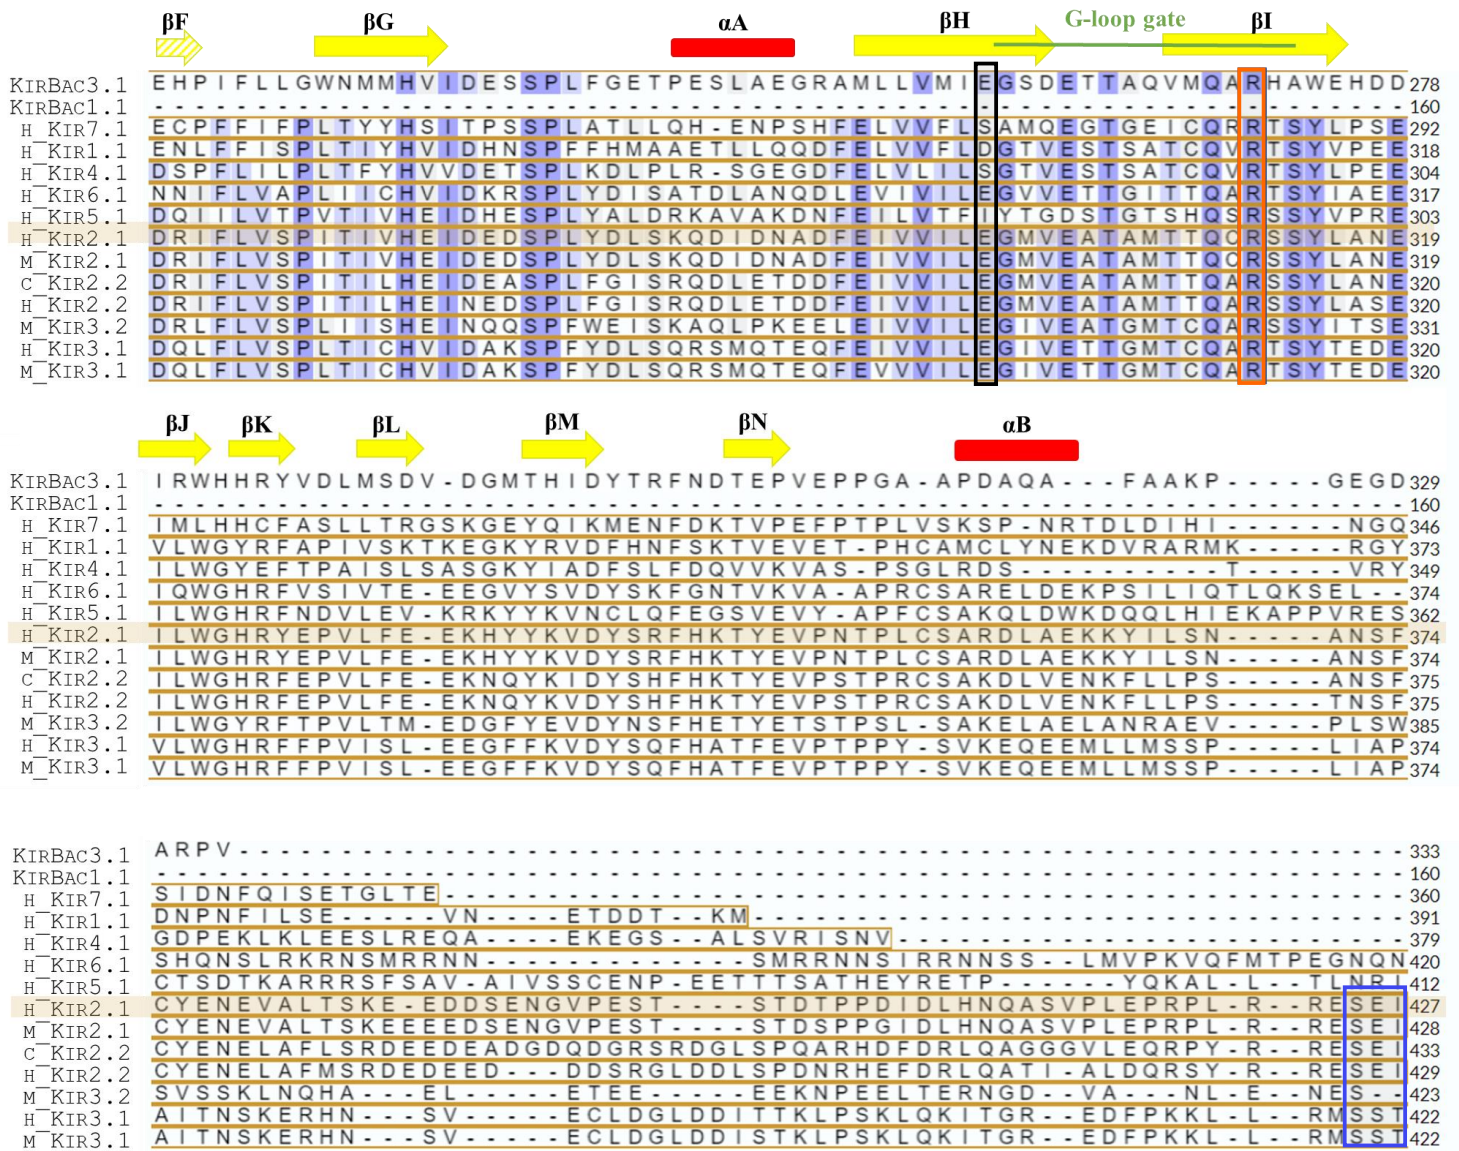 βF βG αA βH G-loop gate βI
KIRBAC3.1 EHPIFLLGWNMMHVIDESSPLFGETPESLAEGRAMLLVMIEGSDETTAQVMQARHAWEHDD 278
KIRBAC1.1 ------------------------------------------------------------ 160
H_KIR7.1 ECPFFIFPLTYYHSITPSSPLATLLQH-ENPSHFELVVFLSAMQEGTGEICQRRTSYLPSE 292
H_KIR1.1 ENLFFISPLTIYHVIDHNSPFFHMAAETLLQQDFELVVFLDGTVESTSATCQVRTSYVPEE 318
H_KIR4.1 DSPFLILPLTFYHVVDETSPLKDLPLR-SGEGDFELVLILSGTVESTSATCQVRTSYLPEE 304
H_KIR6.1 NNIFLVAPLIICHVIDKRSPLYDISATDLANQDLEVIVILEGVVETTGITTQARTSYIAEE 317
H_KIR5.1 DQIILVTPVTIVHEIDHESPLYALDRKAVAKDNFEILVTFIYTGDSTGTSHQSRSSYVPRE 303
H_KIR2.1 DRIFLVSPITIVHEIDEDSPLYDLSKQDIDNADFEIVVILEGMVEATAMTTQCRSSYLANE 319
M_KIR2.1 DRIFLVSPITIVHEIDEDSPLYDLSKQDIDNADFEIVVILEGMVEATAMTTQCRSSYLANE 319
C_KIR2.2 DRIFLVSPITILHEIDEASPLFGISRQDLETDDFEIVVILEGMVEATAMTTQARSSYLANE 320
H_KIR2.2 DRIFLVSPITILHEINEDSPLFGISRQDLETDDFEIVVILEGMVEATAMTTQARSSYLASE 320
M_KIR3.2 DRLFLVSPLIISHEINQQSPFWEISKAQLPKEELEIVVILEGIVEATGMTCQARSSYITSE 331
H_KIR3.1 DQLFLVSPLTICHVIDAKSPFYDLSQRSMQTEQFEIVVILEGIVETTGMTCQARTSYTEDE 320
M_KIR3.1 DQLFLVSPLTICHVIDAKSPFYDLSQRSMQTEQFEVVVILEGIVETTGMTCQARTSYTEDE 320
βJ βK βL βM βN αB
KIRBAC3.1 IRWHHRYVDLMSDV-DGMTHIDYTRFNDTEPVEPPGA-APDAQA---FAAKP-----GEGD 329
KIRBAC1.1 ------------------------------------------------------------ 160
H_KIR7.1 IMLHHCFASLLTRGSKGEYQIKMENFDKTVPEFPTPLVSKSP-NRTDLDIHI------NGQ 346
H_KIR1.1 VLWGYRFAPIVSKTKEGKYRVDFHNFSKTVEVET-PHCAMCLYNEKDVRARMK-----RGY 373
H_KIR4.1 ILWGYEFTPAISLSASGKYIADFSLFDQVVKVAS-PSGLRDS----------T-----VRY 349
H_KIR6.1 IQWGHRFVSIVTE-EEGVYSVDYSKFGNTVKVA-APRCSARELDEKPSILIQTLQKSEL-- 374
H_KIR5.1 ILWGHRFNDVLEV-KRKYYKVNCLQFEGSVEVY-APFCSAKQLDWKDQQLHIEKAPPVRES 362
H_KIR2.1 ILWGHRYEPVLFE-EKHYYKVDYSRFHKTYEVPNTPLCSARDLAEKKYILSN-----ANSF 374
M_KIR2.1 ILWGHRYEPVLFE-EKHYYKVDYSRFHKTYEVPNTPLCSARDLAEKKYILSN-----ANSF 374
C_KIR2.2 ILWGHRFEPVLFE-EKNQYKIDYSHFHKTYEVPSTPRCSAKDLVENKFLLPS-----ANSF 375
H_KIR2.2 ILWGHRFEPVLFE-EKNQYKVDYSHFHKTYEVPSTPRCSAKDLVENKFLLPS-----TNSF 375
M_KIR3.2 ILWGYRFTPVLTM-EDGFYEVDYNSFHETYETSTPSL-SAKELAELANRAEV-----PLSW 385
H_KIR3.1 VLWGHRFFPVISL-EEGFFKVDYSQFHATFEVPTPPY-SVKEQEEMLLMSSP-----LIAP 374
M_KIR3.1 VLWGHRFFPVISL-EEGFFKVDYSQFHATFEVPTPPY-SVKEQEEMLLMSSP-----LIAP 374
KIRBAC3.1 ARPV--------------------------------------------------------- 333
KIRBAC1.1 ------------------------------------------------------------- 160
H_KIR7.1 SIDNFQISETGLTE----------------------------------------------- 360
H_KIR1.1 DNPNFILSE-----VN----ETDDT--KM-------------------------------- 391
H_KIR4.1 GDPEKLKLEESLREQA----EKEGS--ALSVRISNV------------------------- 379
H_KIR6.1 SHQNSLRKRNSMRRNN-------------SMRRNNSIRRNNSS--LMVPKVQFMTPEGNQN 420
H_KIR5.1 CTSDTKARRRSFSAV-AIVSSCENP-EETTTSATHEYRETP------YQKAL-L--TLNRI 412
H_KIR2.1 CYENEVALTSKE-EDDSENGVPEST----STDTPPDIDLHNQASVPLEPRPL-R--RESEI 427
M_KIR2.1 CYENEVALTSKEEEEDSENGVPEST----STDSPPGIDLHNQASVPLEPRPL-R--RESEI 428
C_KIR2.2 CYENELAFLSRDEEDEADGDQDGRSRDGLSPQARHDFDRLQAGGGVLEQRPY-R--RESEI 433
H_KIR2.2 CYENELAFMSRDEDEED---DDSRGLDDLSPDNRHEFDRLQATI-ALDQRSY-R--RESEI 429
M_KIR3.2 SVSSKLNQHA---EL-----ETEE-----EEKNPEELTERNGD--VA---NL-E--NES-- 423
H_KIR3.1 AITNSKERHN---SV-----ECLDGLDDITTKLPSKLQKITGR--EDFPKKL-L--RMSST 422
M_KIR3.1 AITNSKERHN---SV-----ECLDGLDDISTKLPSKLQKITGR--EDFPKKL-L--RMSST 422